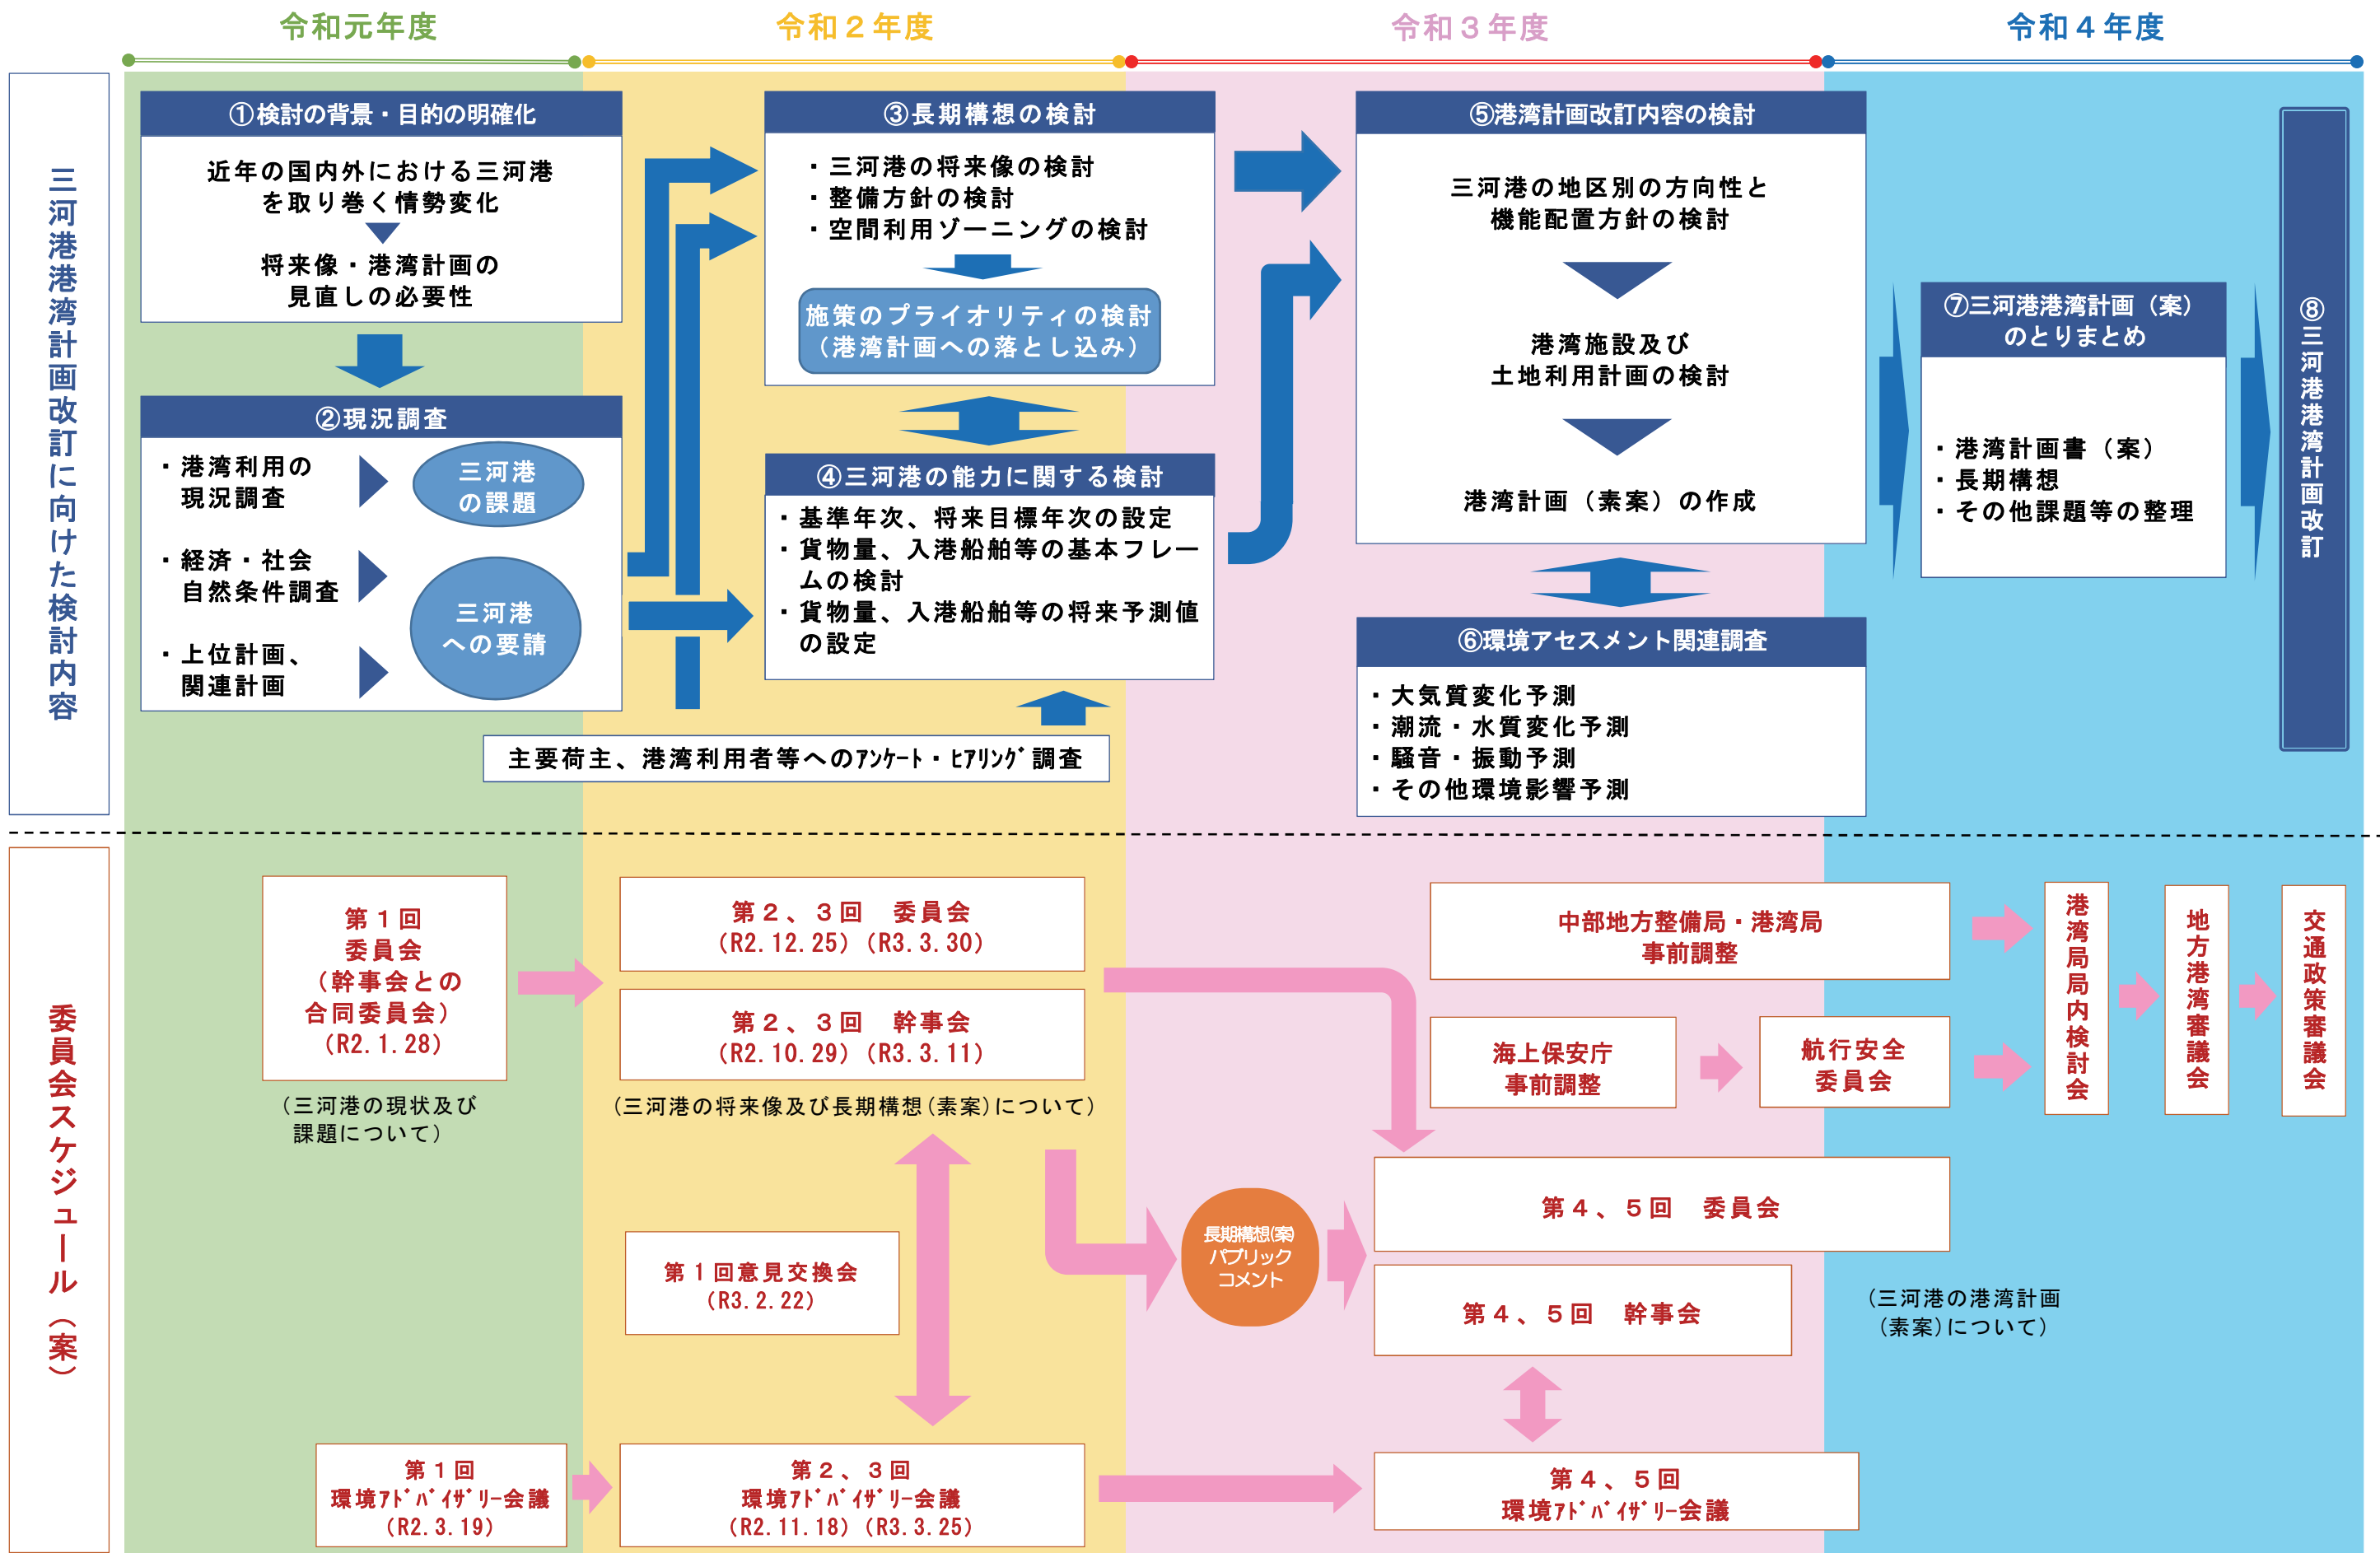 令和元年度
令和２年度
令和３年度
令和４年度
三河港港湾計画改訂に向けた検討内容
①検討の背景・目的の明確化
近年の国内外における三河港
を取り巻く情勢変化
将来像・港湾計画の
見直しの必要性
②現況調査
・港湾利用の
現況調査
三河港
の課題
・経済・社会
自然条件調査
三河港
への要請
・上位計画、
関連計画
③長期構想の検討
・三河港の将来像の検討
・整備方針の検討
・空間利用ゾーニングの検討
施策のプライオリティの検討
（港湾計画への落とし込み）
④三河港の能力に関する検討
・基準年次、将来目標年次の設定
・貨物量、入港船舶等の基本フレー
ムの検討
・貨物量、入港船舶等の将来予測値
の設定
主要荷主、港湾利用者等へのｱﾝｹｰﾄ・ﾋｱﾘﾝｸﾞ調査
⑤港湾計画改訂内容の検討
三河港の地区別の方向性と
機能配置方針の検討
港湾施設及び
土地利用計画の検討
港湾計画（素案）の作成
⑥環境アセスメント関連調査
・大気質変化予測
・潮流・水質変化予測
・騒音・振動予測
・その他環境影響予測
⑦三河港港湾計画（案）
のとりまとめ
・港湾計画書（案）
・長期構想
・その他課題等の整理
⑧三河港港湾計画改訂
委員会スケジュール（案）
第１回
委員会
（幹事会との
合同委員会）
（R2.1.28）
（三河港の現状及び
課題について）
第２、３回　委員会
（R2.12.25）（R3.3.30）
第２、３回　幹事会
（R2.10.29）（R3.3.11）
（三河港の将来像及び長期構想（素案）について）
第１回意見交換会
（R3.2.22）
第１回
環境ｱﾄﾞﾊﾞｲｻﾞﾘｰ会議
（R2.3.19）
第２、３回
環境ｱﾄﾞﾊﾞｲｻﾞﾘｰ会議
（R2.11.18）（R3.3.25）
長期構想(案)
パブリック
コメント
中部地方整備局・港湾局
事前調整
海上保安庁
事前調整
航行安全
委員会
港湾局局内検討会
地方港湾審議会
交通政策審議会
第４、５回　委員会
第４、５回　幹事会
（三河港の港湾計画
（素案）について）
第４、５回
環境ｱﾄﾞﾊﾞｲｻﾞﾘｰ会議